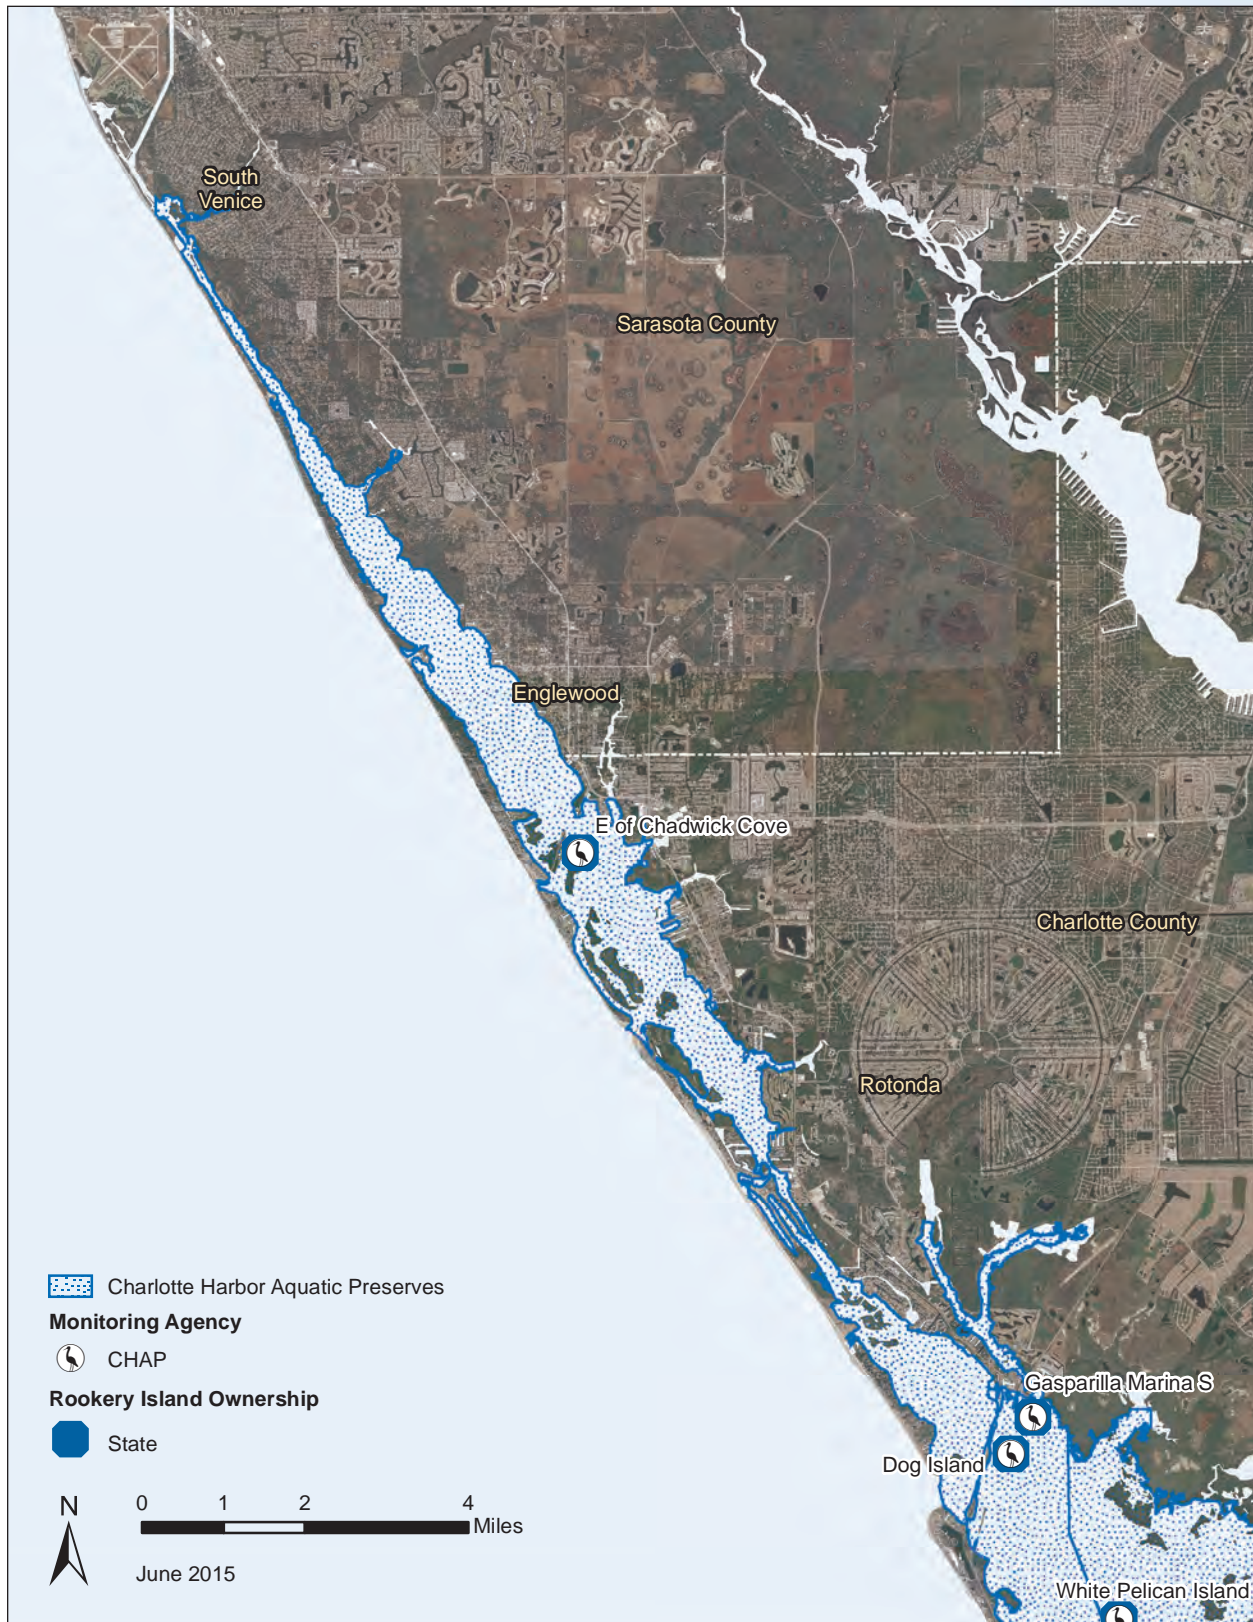 South
Venice
Sarasota County
Englewood
E of Chadwick Cove
Charlotte County
Rotonda
Charlotte Harbor Aquatic Preserves
Monitoring Agency
CHAP
Rookery Island Ownership
State
Gasparilla Marina S
Dog Island
N
0 1 2 4
Miles
June 2015
White Pelican Island